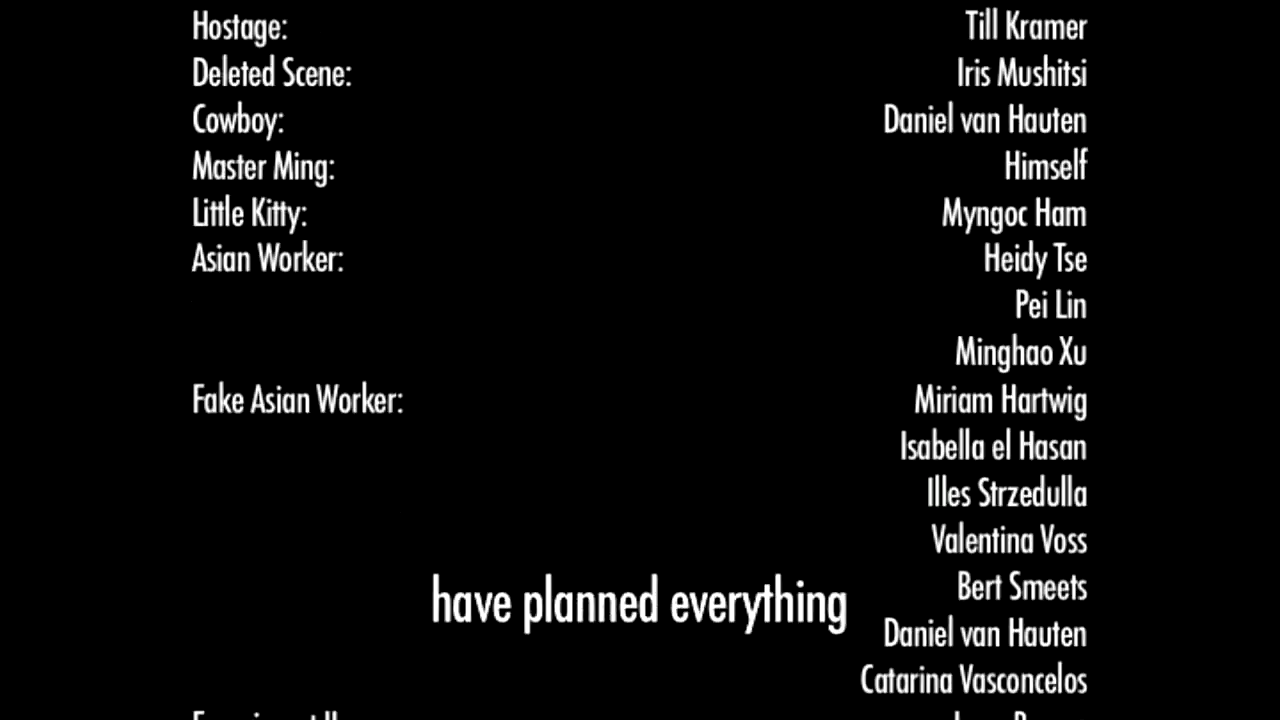 Hostage: Till Kramer
Deleted Scene: Iris Mushitsi
Cowboy: Daniel van Hauten
Master Ming: Himself
Little Kitty: Myngoc Ham
Asian Worker: Heidy Tse
Pei Lin
Minghao Xu
Fake Asian Worker: Miriam Hartwig
Isabella el Hasan
Illes Strzedulla
Valentina Voss
Bert Smeets
have planned everything
Daniel van Hauten
Catarina Vasconcelos